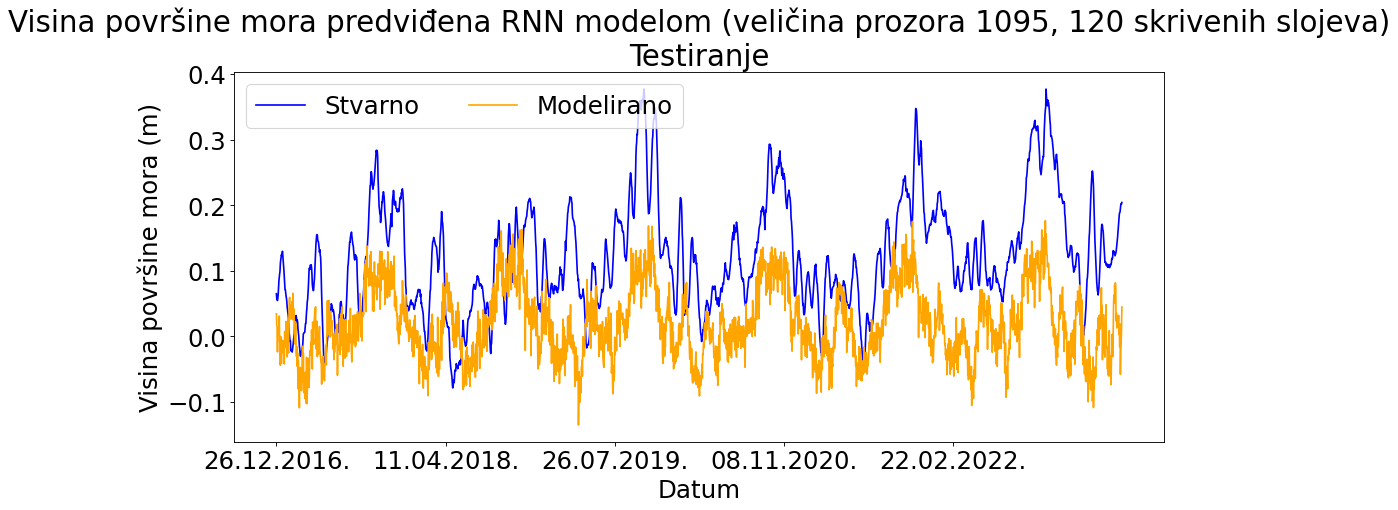 Visina površine mora predviđena RNN modelom (veličina prozora 1095, 120 skrivenih slojeva)
Testiranje
Stvarno
Modelirano
Visina površine mora (m)
0.4
0.3
0.2
0.1
0.0
−0.1
26.12.2016.
11.04.2018.
26.07.2019.
08.11.2020.
22.02.2022.
Datum